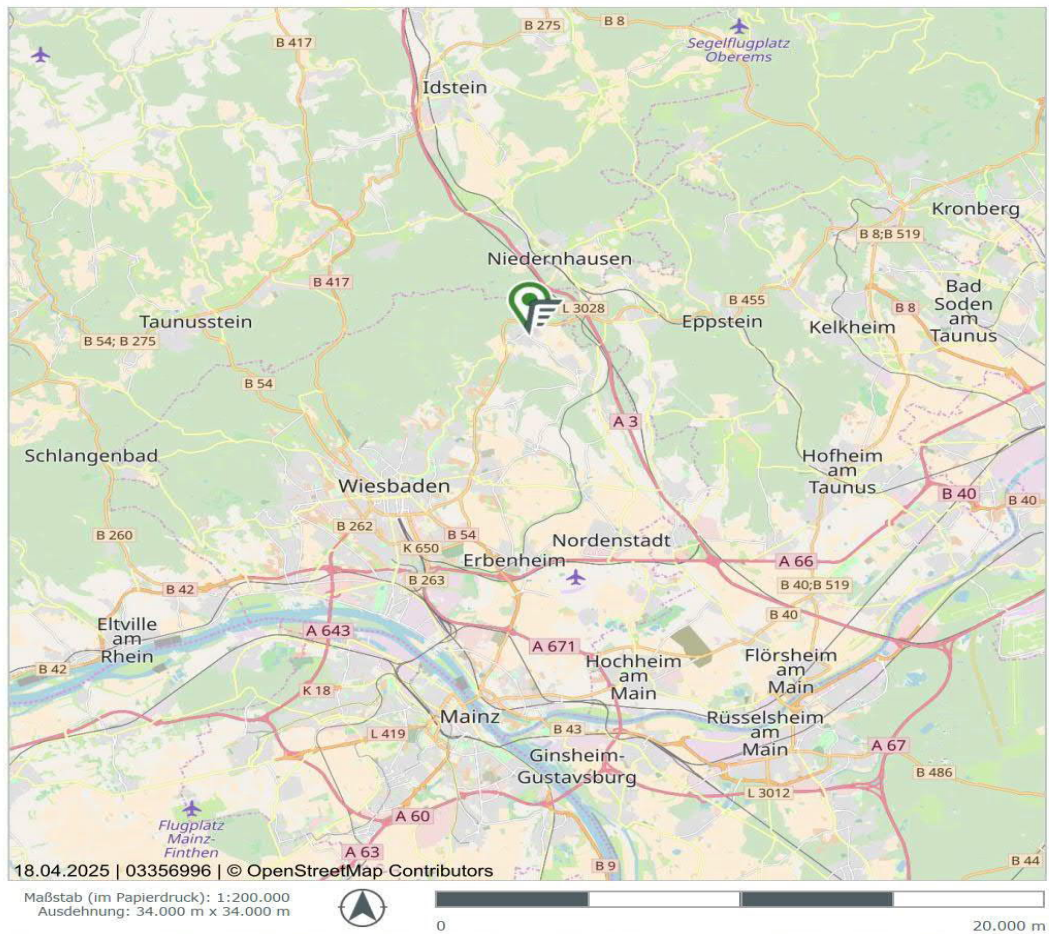 B 275
B 8
B 417
Segelflugplatz
Oberems
Idstein
Kronberg
B 8;B 519
Niedernhausen
B 417
Bad
Soden
am
Taunus
B 455
L 3028
B 8
Taunusstein
Eppstein
Kelkheim
B 54; B 275
B 54
A 3
Schlangenbad
Hofheim
am
Taunus
Wiesbaden
B 40
B 40
B 262
B 260
B 54
K 650
Nordenstadt
Erbenheim
A 66
B 263
B 42
B 40;B 519
B 40
Eltville
am
Rhein
A 643
A 671
Hochheim
am
Main
Flörsheim
am
Main
B 42
K 18
Mainz
Rüsselsheim
am
Main
L 419
B 43
A 67
Ginsheim-
Gustavsburg
B 486
L 3012
Flugplatz
Mainz-
Finthen
A 60
A 63
B 9
B 44
18.04.2025 | 03356996 | © OpenStreetMap Contributors
Maßstab (im Papierdruck): 1:200.000
Ausdehnung: 34.000 m x 34.000 m
0
20.000 m